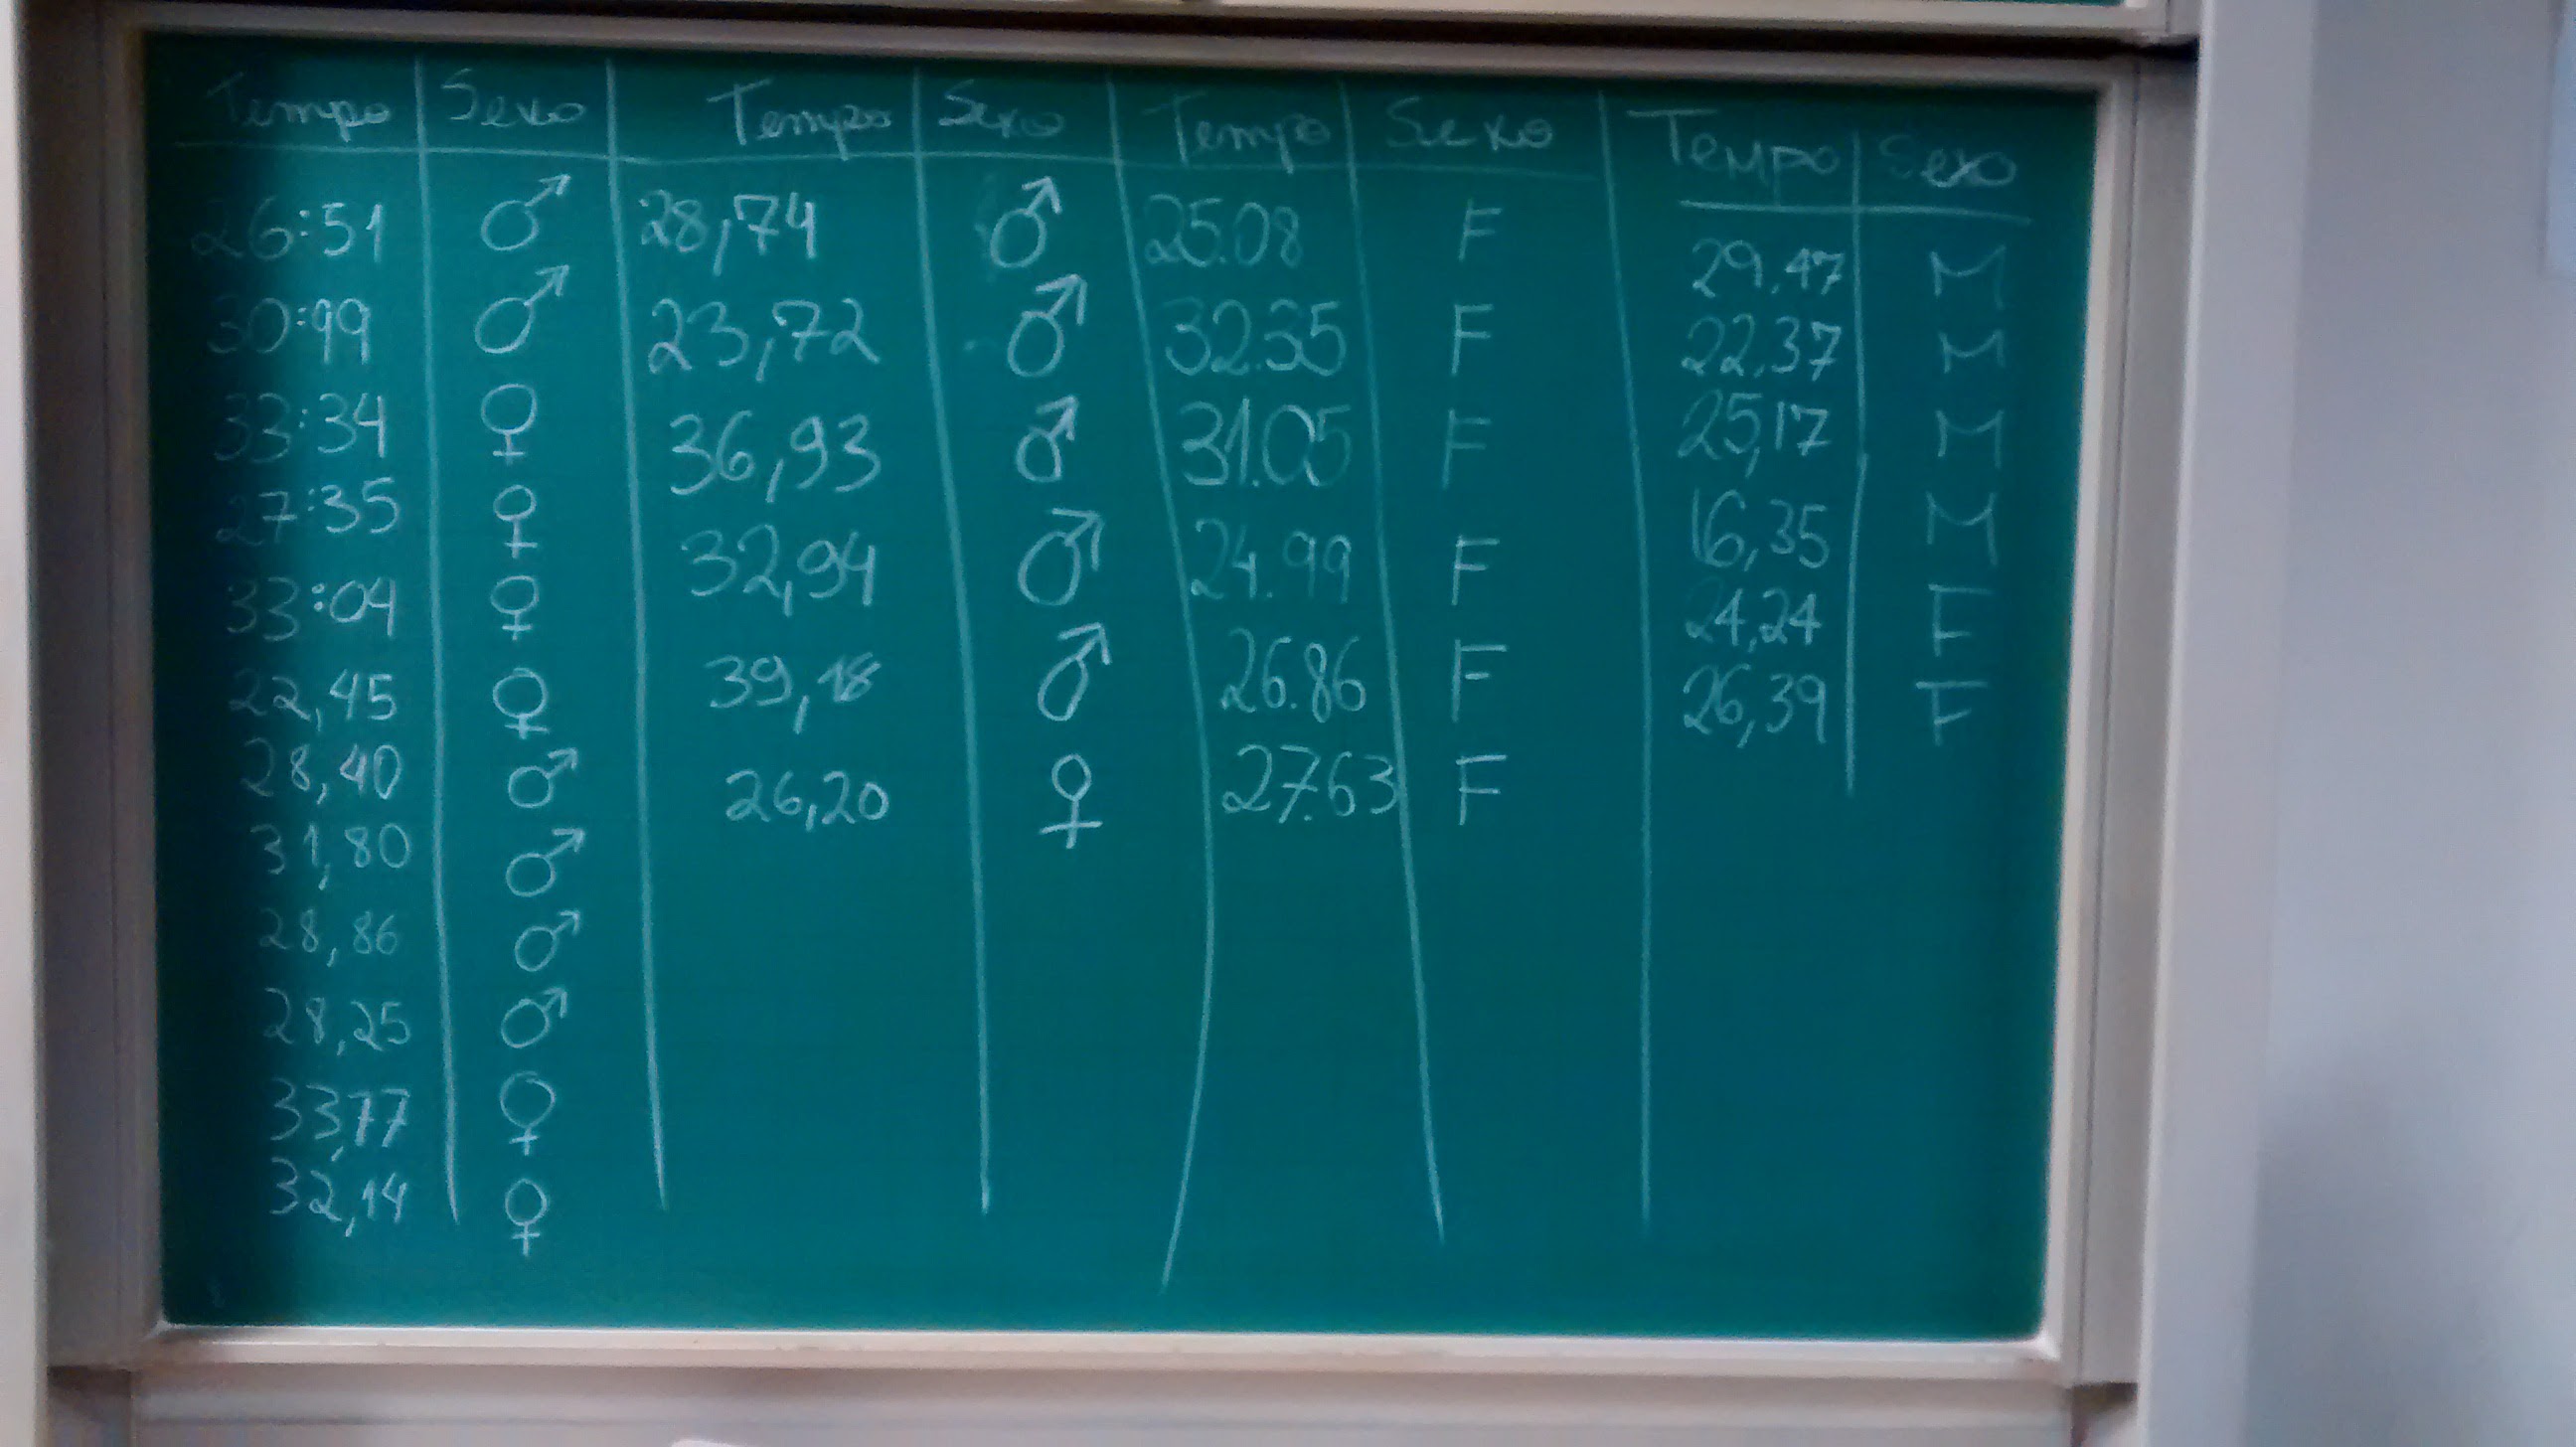 Tempo Sexo Tempo Sexo Tempo Sexo Tempo Sexo
26:51 ♂ 28,74 ♂ 25.08 F 29,47 M
30:99 ♂ 23,72 ♂ 32.35 F 22,37 M
33:34 ♀ 36,93 ♂ 31.05 F 25,17 M
27:35 ♀ 32,94 ♂ 24.99 F 16,35 M
33:04 ♀ 39,18 ♂ 26.86 F 24,24 F
22,45 ♀ 26,20 ♀ 27.63 F 26,39 F
28,40 ♂
31,80 ♂
28,86 ♂
28,25 ♂
33,77 ♀
32,14 ♀